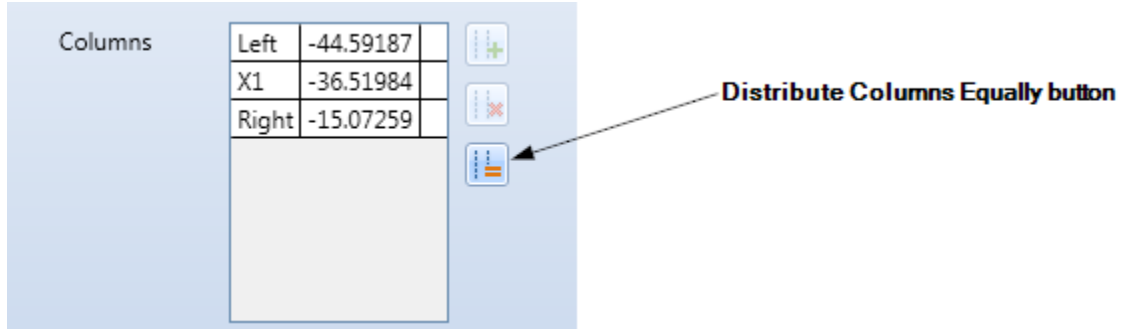 Columns
Left -44.59187
X1 -36.51984
Right -15.07259
Distribute Columns Equally button